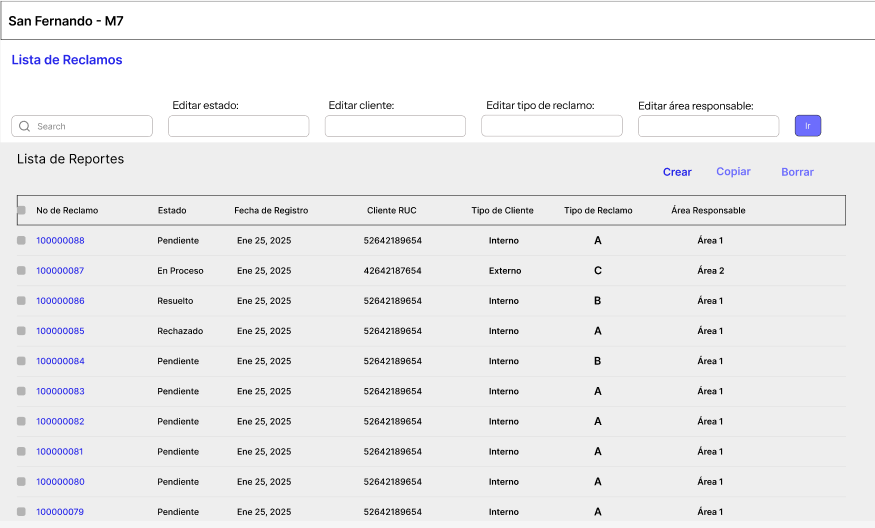 San Fernando - M7
Lista de Reclamos
Editar estado: Editar cliente: Editar tipo de reclamo: Editar área responsable:
Search Ir
Lista de Reportes
Crear Copiar Borrar
No de Reclamo Estado Fecha de Registro Cliente RUC Tipo de Cliente Tipo de Reclamo Área Responsable
100000088 Pendiente Ene 25, 2025 52642189654 Interno A Área 1
100000087 En Proceso Ene 25, 2025 42642187654 Externo C Área 2
100000086 Resuelto Ene 25, 2025 52642189654 Interno B Área 1
100000085 Rechazado Ene 25, 2025 52642189654 Interno A Área 1
100000084 Pendiente Ene 25, 2025 52642189654 Interno B Área 1
100000083 Pendiente Ene 25, 2025 52642189654 Interno A Área 1
100000082 Pendiente Ene 25, 2025 52642189654 Interno A Área 1
100000081 Pendiente Ene 25, 2025 52642189654 Interno A Área 1
100000080 Pendiente Ene 25, 2025 52642189654 Interno A Área 1
100000079 Pendiente Ene 25, 2025 52642189654 Interno A Área 1